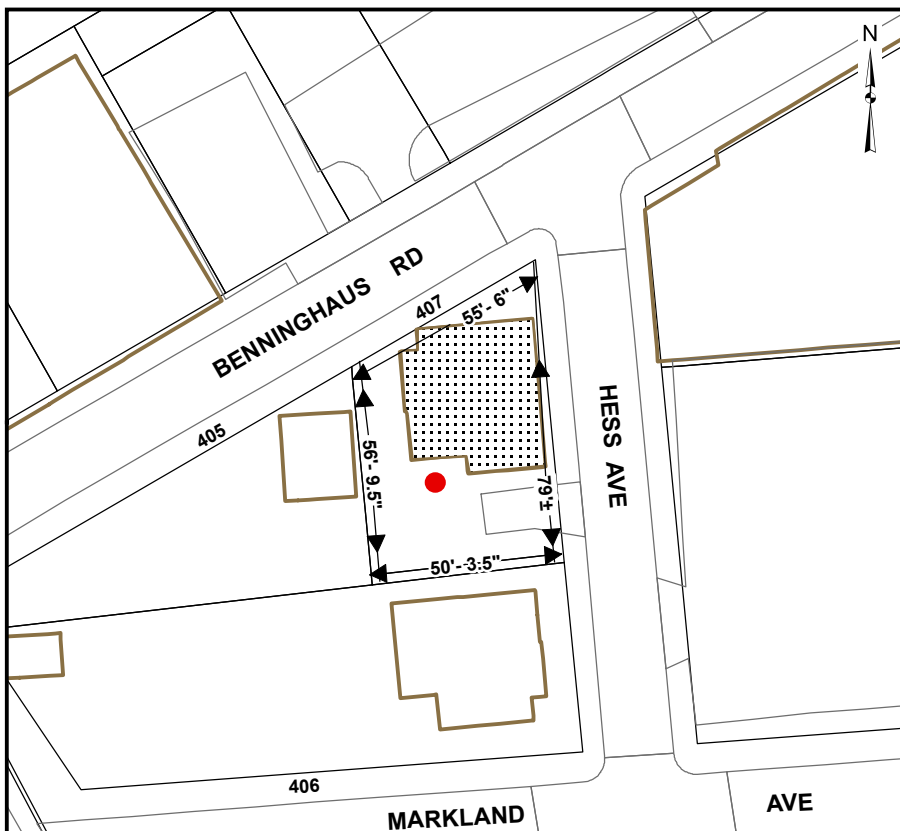 N
BENNINGHAUS RD
407
55'- 6"
405
56'- 9.5"
HESS AVE
79'±
50'- 3.5"
406
MARKLAND AVE